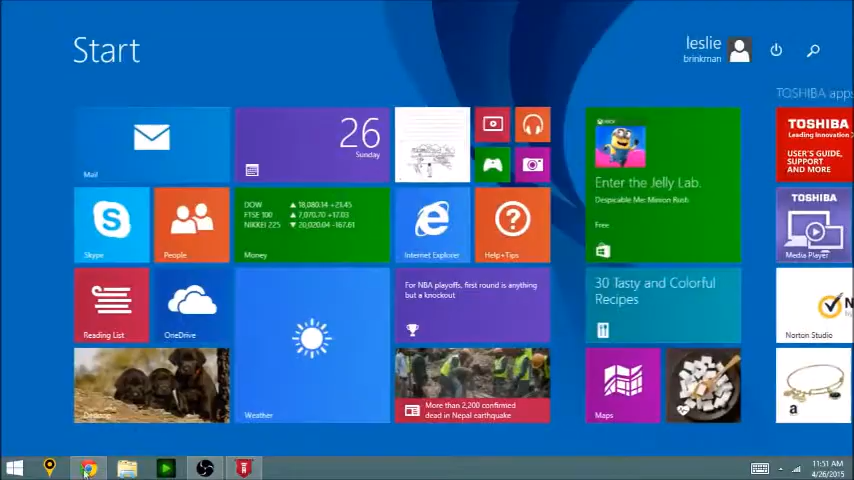 Start
leslie
brinkman
TOSHIBA apps
Mail
26
Sunday
XBOX
Enter the Jelly Lab.
Despicable Me: Minion Rush
Free
TOSHIBA
Leading Innovation
USER'S GUIDE,
SUPPORT
AND MORE
Skype
People
DOW ▲ 18,080.14 +21.45
FTSE 100 ▲ 7,070.70 +17.03
NIKKEI 225 ▼ 20,020.04 -167.61
Money
Internet Explorer
Help+Tips
TOSHIBA
Media Player
Reading List
OneDrive
Weather
For NBA playoffs, first round is anything
but a knockout
30 Tasty and Colorful
Recipes
Norton Studio
Desktop
More than 2,200 confirmed
dead in Nepal earthquake
Maps
a
11:51 AM
4/26/2015